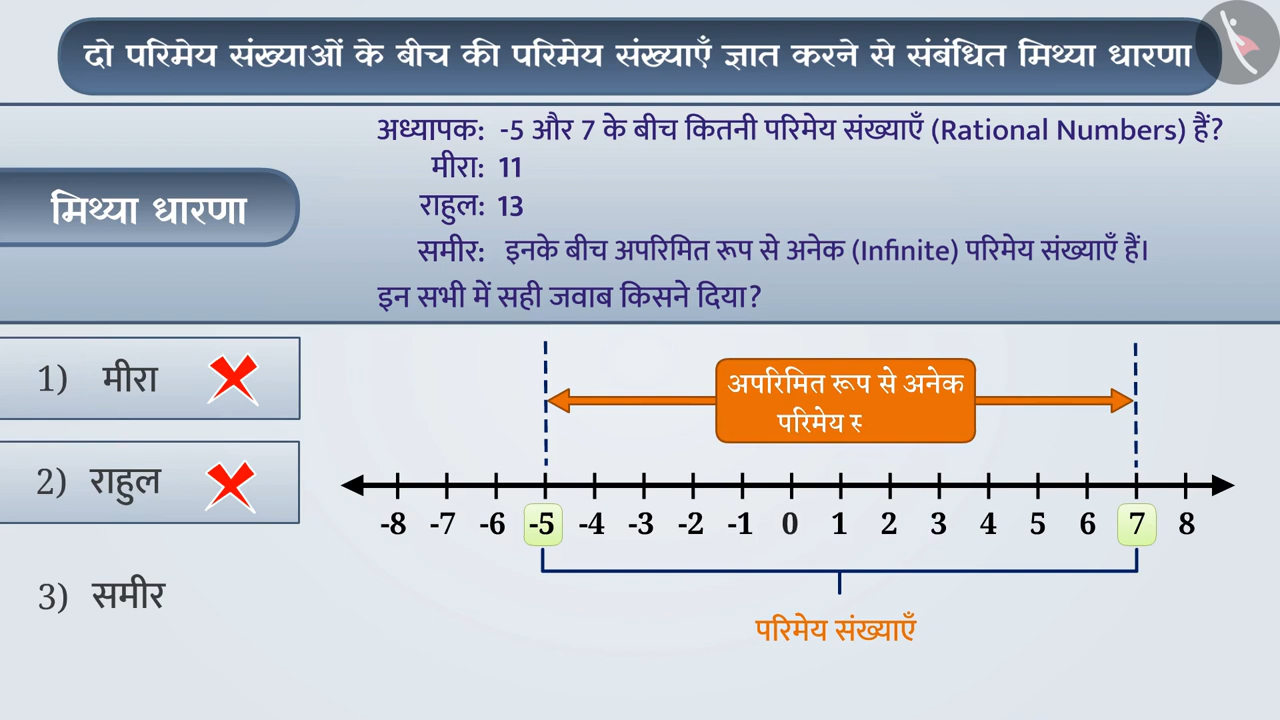 दो परिमेय संख्याओं के बीच की परिमेय संख्याएँ ज्ञात करने से संबंधित मिथ्या धारणा
अध्यापक: -5 और 7 के बीच कितनी परिमेय संख्याएँ (Rational Numbers) हैं?
मीरा: 11
राहुल: 13
समीर: इनके बीच अपरिमित रूप से अनेक (Infinite) परिमेय संख्याएँ हैं।
इन सभी में सही जवाब किसने दिया?
मिथ्या धारणा
1) मीरा
2) राहुल
3) समीर
अपरिमित रूप से अनेक
परिमेय स
-8 -7 -6 -5 -4 -3 -2 -1 0 1 2 3 4 5 6 7 8
परिमेय संख्याएँ